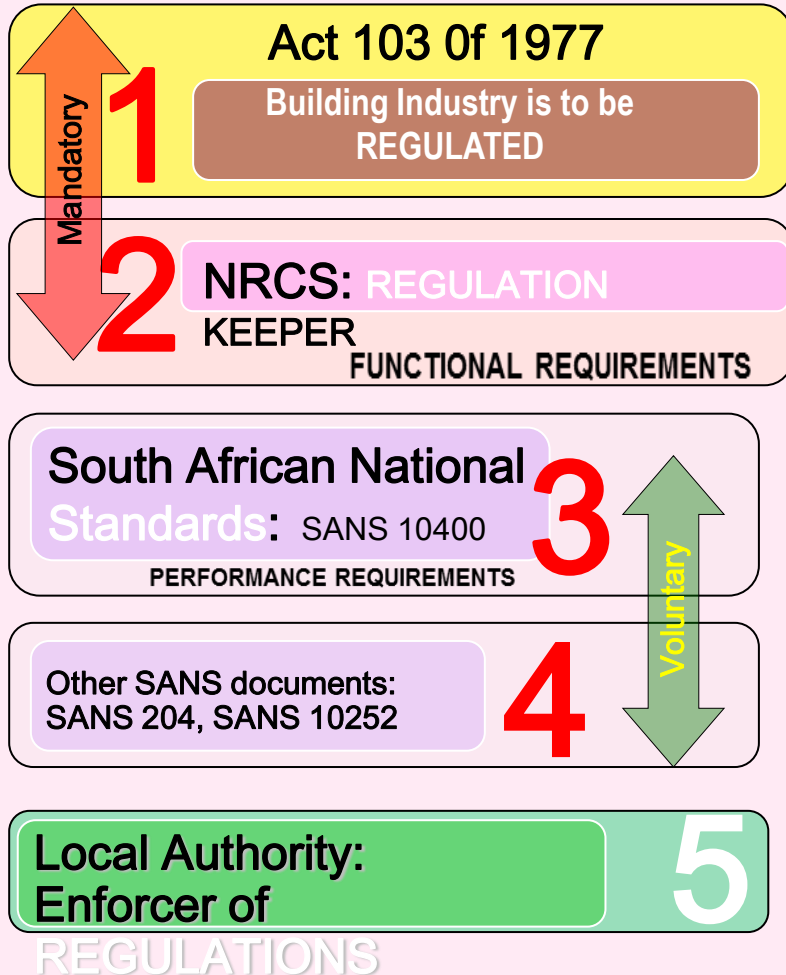 Act 103 0f 1977
Building Industry is to be
REGULATED
Mandatory
1
2
NRCS: REGULATION
KEEPER
FUNCTIONAL REQUIREMENTS
South African National
Standards: SANS 10400
3
PERFORMANCE REQUIREMENTS
Voluntary
Other SANS documents:
SANS 204, SANS 10252
4
Local Authority:
Enforcer of
REGULATIONS
5